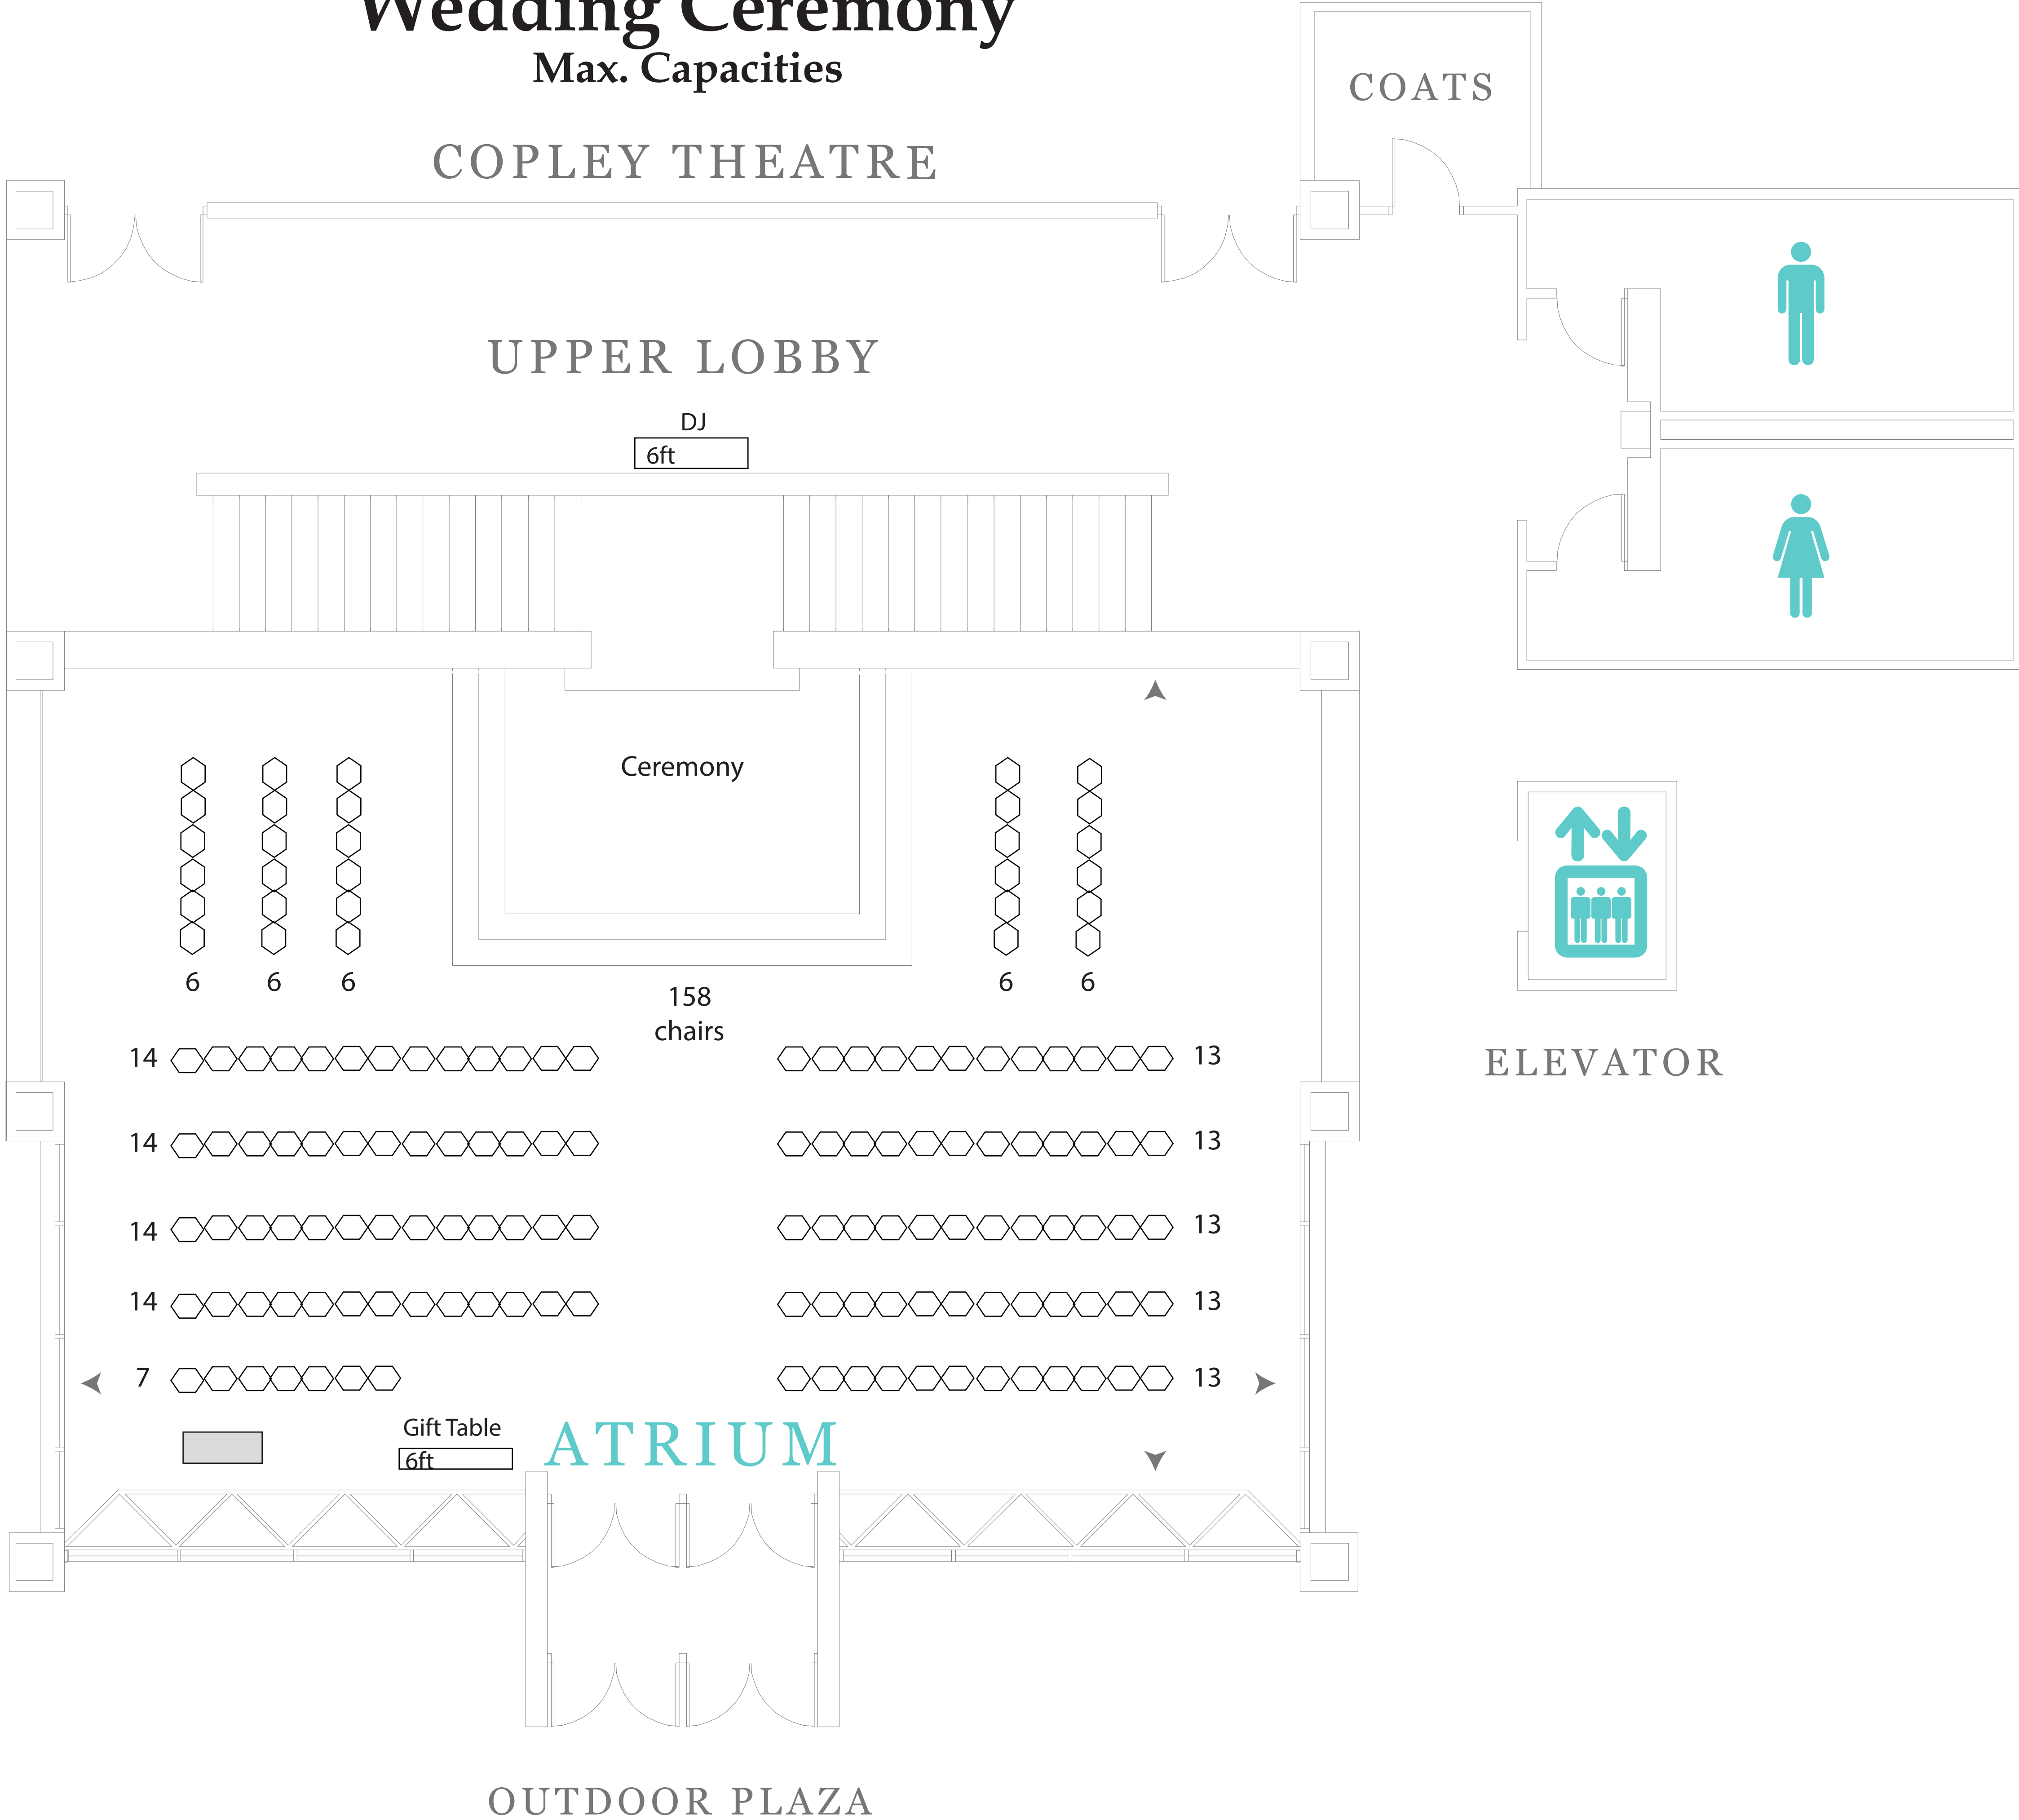 Wedding Ceremony
Max. Capacities
COATS
COPLEY THEATRE
UPPER LOBBY
DJ
6ft
Ceremony
6 6 6 6 6
158
chairs
14 13
14 13
14 13
14 13
7 13
ELEVATOR
Gift Table
6ft
ATRIUM
OUTDOOR PLAZA